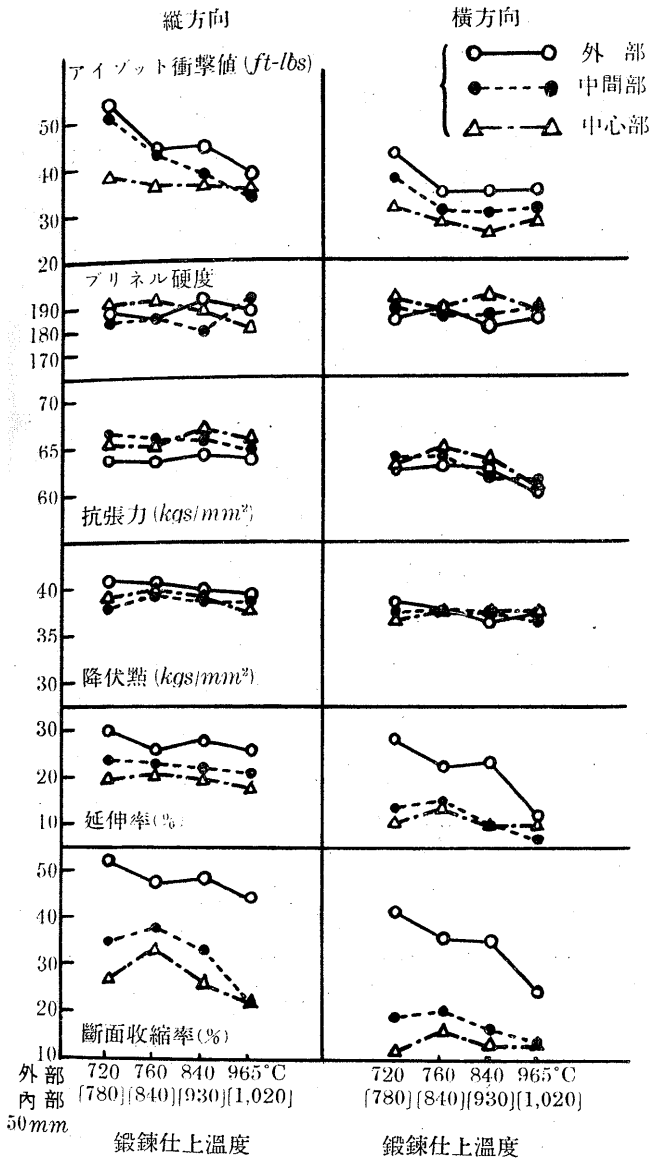 縱方向
橫方向
外部
中間部
中心部
アイゾット衝擊値 (ft-lbs)
50
40
30
20
ブリネル硬度
190
180
170
70
65
60
抗張力 (kgs/mm²)
40
35
30
降伏點 (kgs/mm²)
30
20
10
延伸率 (%)
50
40
30
20
10
斷面收縮率 (%)
外部 720 760 840 965°C 720 760 840 965°C
內部 [780] [840] [930] [1,020] [780] [840] [930] [1,020]
50mm
鍛鍊仕上溫度
鍛鍊仕上溫度